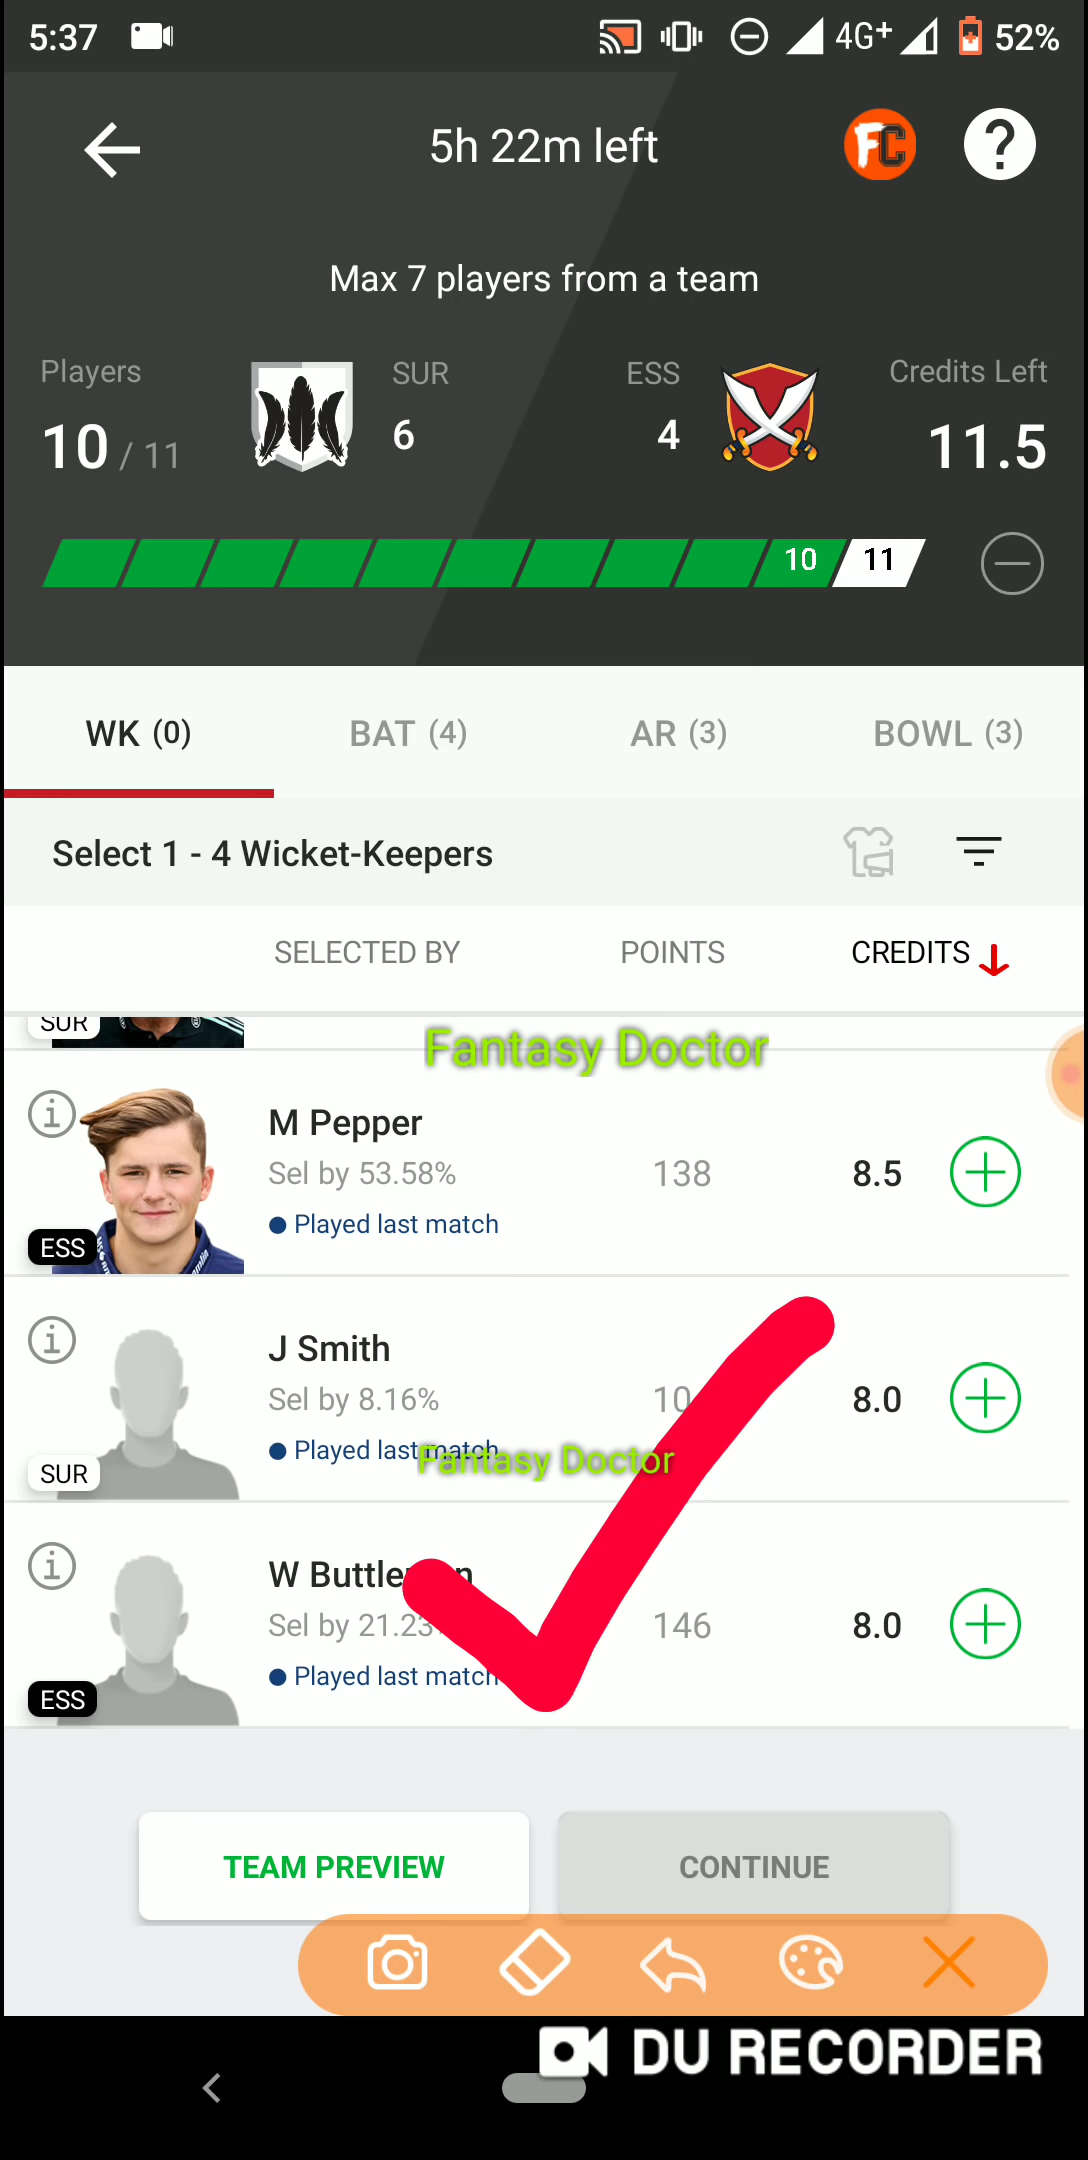 5:37 4G+ 52%
5h 22m left FC ?
Max 7 players from a team
Players SUR ESS Credits Left
10 / 11 6 4 11.5
10 11
WK (0) BAT (4) AR (3) BOWL (3)
Select 1 - 4 Wicket-Keepers
SELECTED BY POINTS CREDITS
SUR
Fantasy Doctor
M Pepper
Sel by 53.58% 138 8.5
Played last match
ESS
J Smith
Sel by 8.16% 8.0
Played last match
Fantasy Doctor
SUR
W
Sel by 146 8.0
Played last match
ESS
TEAM PREVIEW CONTINUE
DU RECORDER